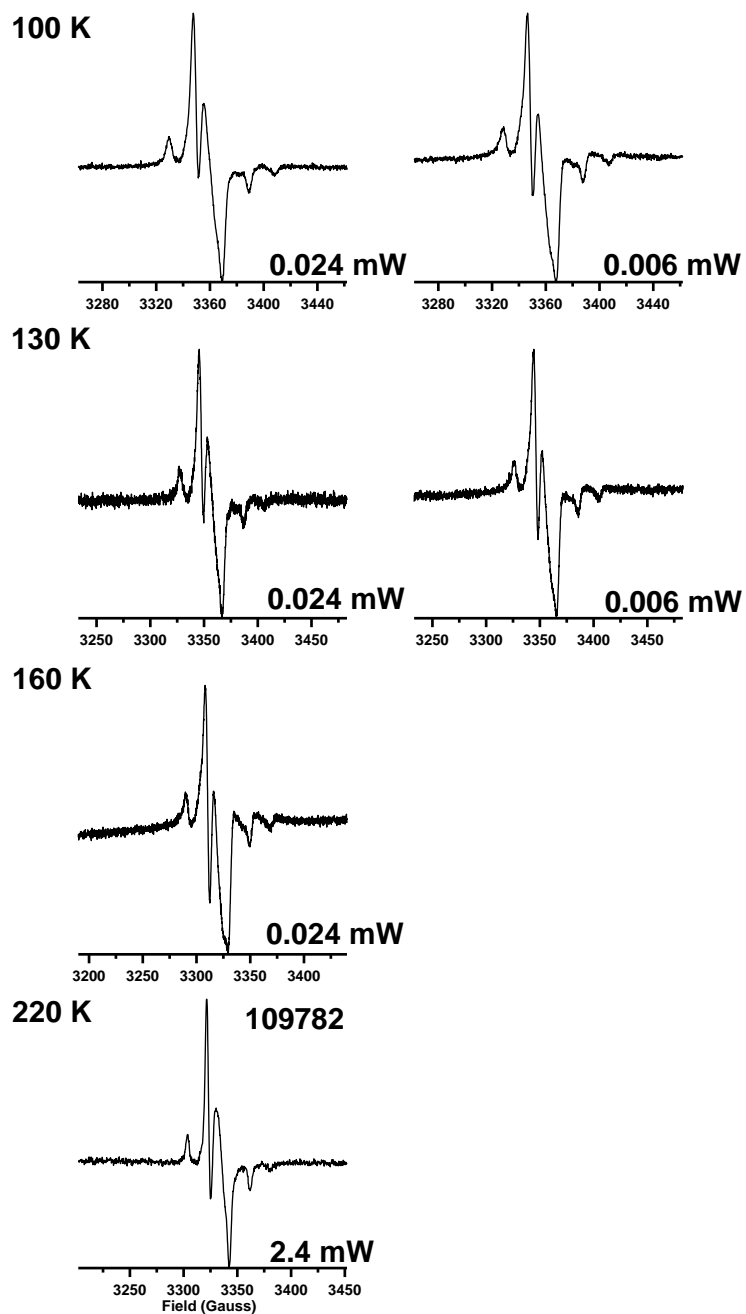 100 K
0.024 mW
3280 3320 3360 3400 3440
0.006 mW
3280 3320 3360 3400 3440
130 K
0.024 mW
3250 3300 3350 3400 3450
0.006 mW
3250 3300 3350 3400 3450
160 K
0.024 mW
3200 3250 3300 3350 3400
220 K
109782
2.4 mW
3250 3300 3350 3400 3450
Field (Gauss)